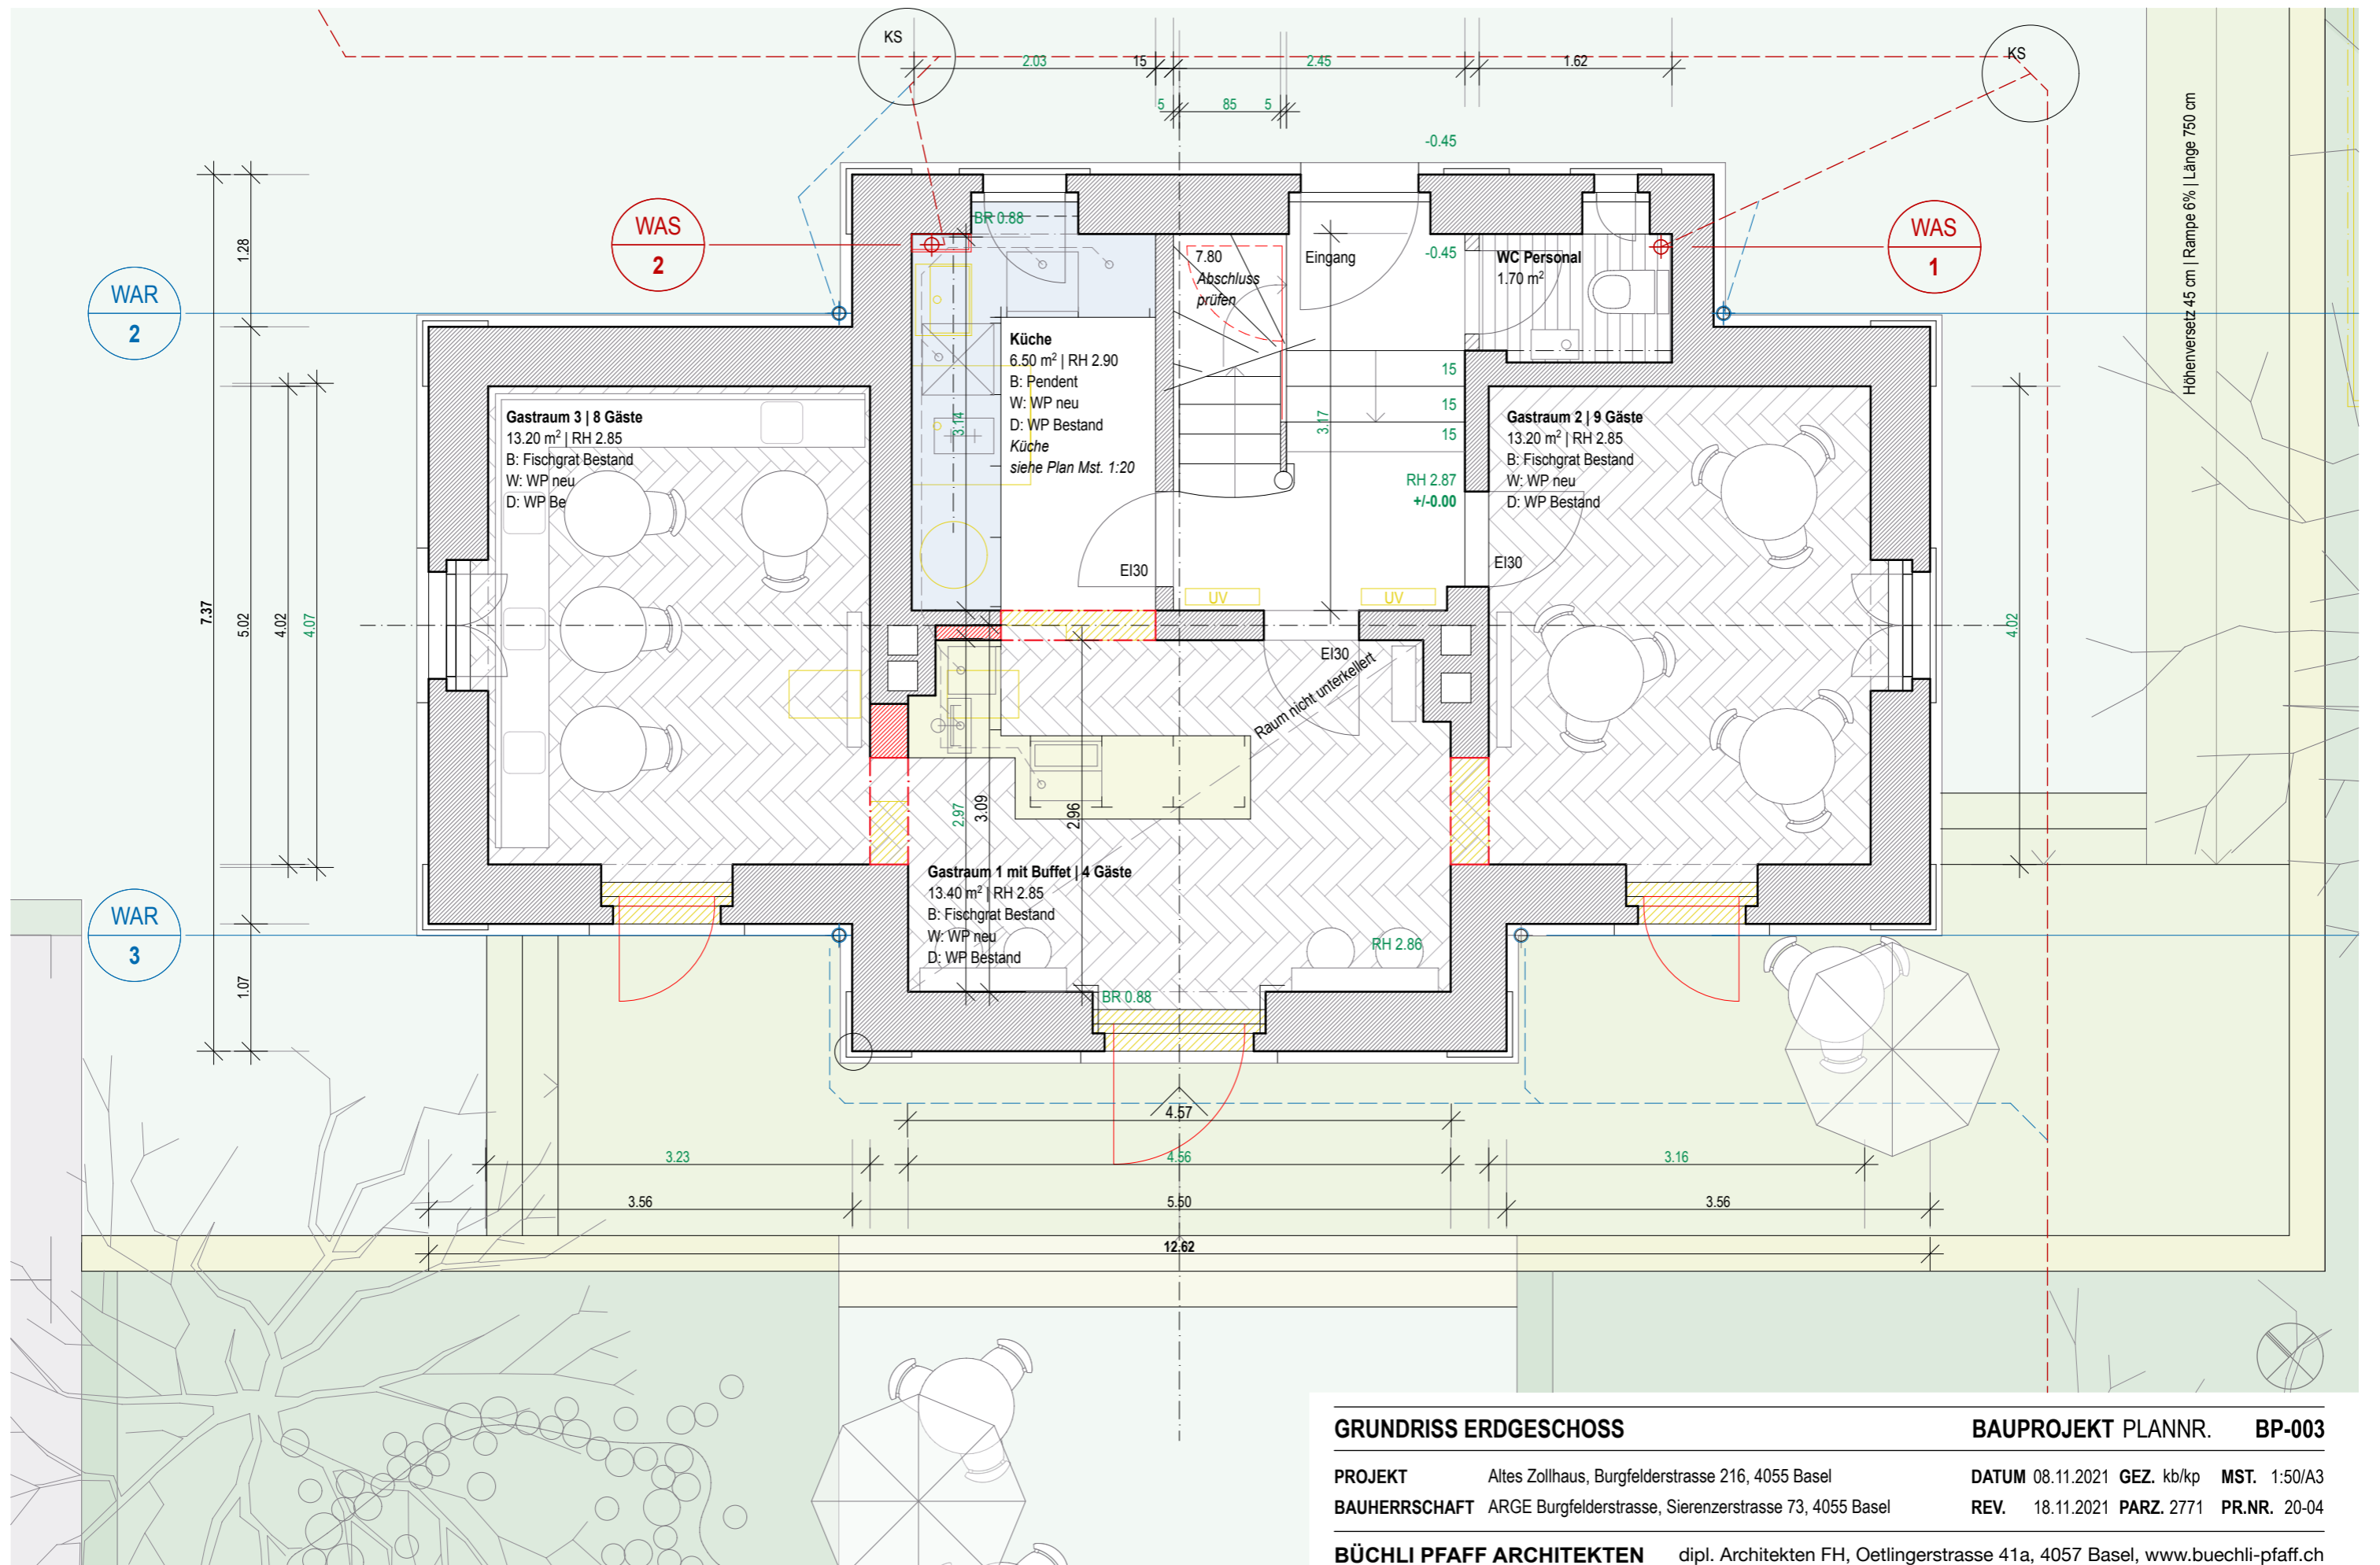 KS
KS
2.03
15
2.45
1.62
5
85
5
-0.45
Höhenversetz 45 cm | Rampe 6% | Länge 750 cm
WAS
2
WAS
1
WAR
2
BR 0.88
7.80
Abschluss
prüfen
Eingang
-0.45
WC Personal
1.70 m²
1.28
Küche
6.50 m² | RH 2.90
B: Pendent
W: WP neu
D: WP Bestand
Küche
siehe Plan Mst. 1:20
3.14
3.17
15
15
15
Gastraum 3 | 8 Gäste
13.20 m² | RH 2.85
B: Fischgrat Bestand
W: WP neu
D: WP Be
Gastraum 2 | 9 Gäste
13.20 m² | RH 2.85
B: Fischgrat Bestand
W: WP neu
D: WP Bestand
RH 2.87
+/-0.00
EI30
EI30
UV
UV
7.37
5.02
4.02
4.07
4.02
EI30
Raum nicht unterkellert
2.97
3.09
2.96
Gastraum 1 mit Buffet | 4 Gäste
13.40 m² | RH 2.85
B: Fischgrat Bestand
W: WP neu
D: WP Bestand
RH 2.86
WAR
3
1.07
BR 0.88
4.57
3.23
4.56
3.16
3.56
5.50
3.56
12.62
GRUNDRISS ERDGESCHOSS
BAUPROJEKT PLANNR. BP-003
PROJEKT Altes Zollhaus, Burgfelderstrasse 216, 4055 Basel
DATUM 08.11.2021 GEZ. kb/kp MST. 1:50/A3
BAUHERRSCHAFT ARGE Burgfelderstrasse, Sierenzerstrasse 73, 4055 Basel
REV. 18.11.2021 PARZ. 2771 PR.NR. 20-04
BÜCHLI PFAFF ARCHITEKTEN dipl. Architekten FH, Oetlingerstrasse 41a, 4057 Basel, www.buechli-pfaff.ch